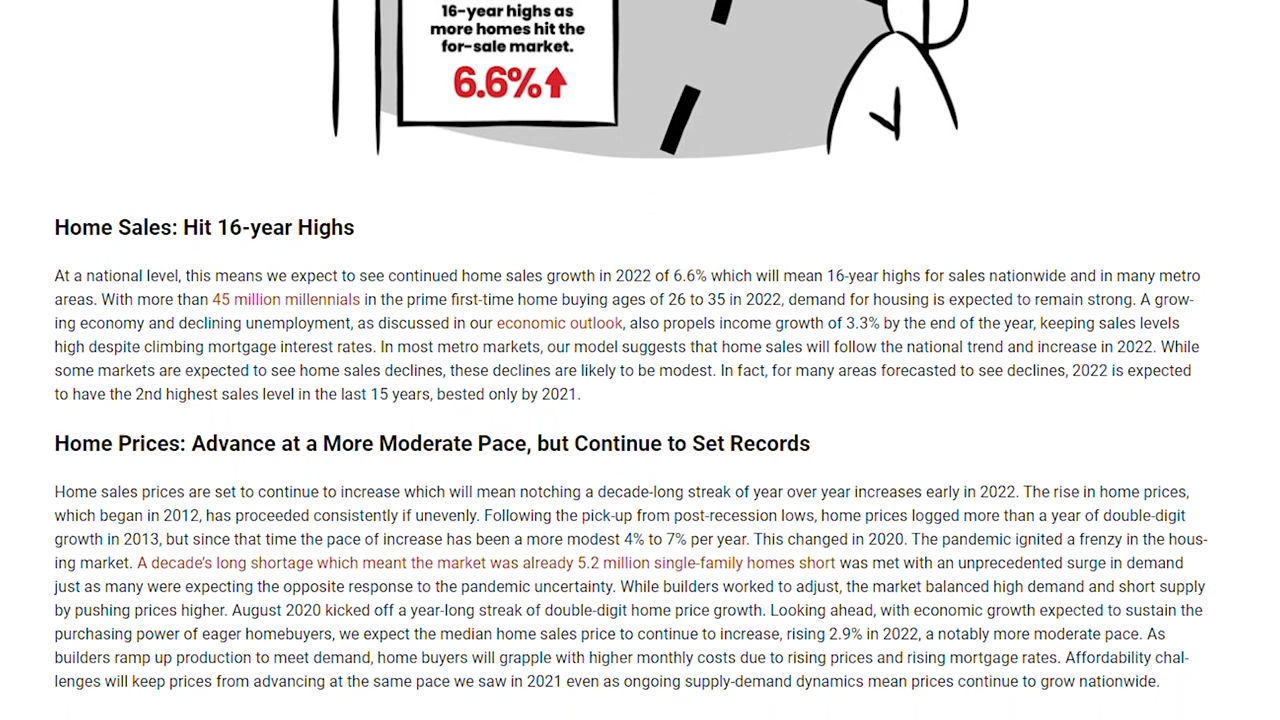 16-year highs as
more homes hit the
for-sale market.
6.6%
Home Sales: Hit 16-year Highs
At a national level, this means we expect to see continued home sales growth in 2022 of 6.6% which will mean 16-year highs for sales nationwide and in many metro
areas. With more than 45 million millennials in the prime first-time home buying ages of 26 to 35 in 2022, demand for housing is expected to remain strong. A grow-
ing economy and declining unemployment, as discussed in our economic outlook, also propels income growth of 3.3% by the end of the year, keeping sales levels
high despite climbing mortgage interest rates. In most metro markets, our model suggests that home sales will follow the national trend and increase in 2022. While
some markets are expected to see home sales declines, these declines are likely to be modest. In fact, for many areas forecasted to see declines, 2022 is expected
to have the 2nd highest sales level in the last 15 years, bested only by 2021.
Home Prices: Advance at a More Moderate Pace, but Continue to Set Records
Home sales prices are set to continue to increase which will mean notching a decade-long streak of year over year increases early in 2022. The rise in home prices,
which began in 2012, has proceeded consistently if unevenly. Following the pick-up from post-recession lows, home prices logged more than a year of double-digit
growth in 2013, but since that time the pace of increase has been a more modest 4% to 7% per year. This changed in 2020. The pandemic ignited a frenzy in the hous-
ing market. A decade's long shortage which meant the market was already 5.2 million single-family homes short was met with an unprecedented surge in demand
just as many were expecting the opposite response to the pandemic uncertainty. While builders worked to adjust, the market balanced high demand and short supply
by pushing prices higher. August 2020 kicked off a year-long streak of double-digit home price growth. Looking ahead, with economic growth expected to sustain the
purchasing power of eager homebuyers, we expect the median home sales price to continue to increase, rising 2.9% in 2022, a notably more moderate pace. As
builders ramp up production to meet demand, home buyers will grapple with higher monthly costs due to rising prices and rising mortgage rates. Affordability chal-
lenges will keep prices from advancing at the same pace we saw in 2021 even as ongoing supply-demand dynamics mean prices continue to grow nationwide.